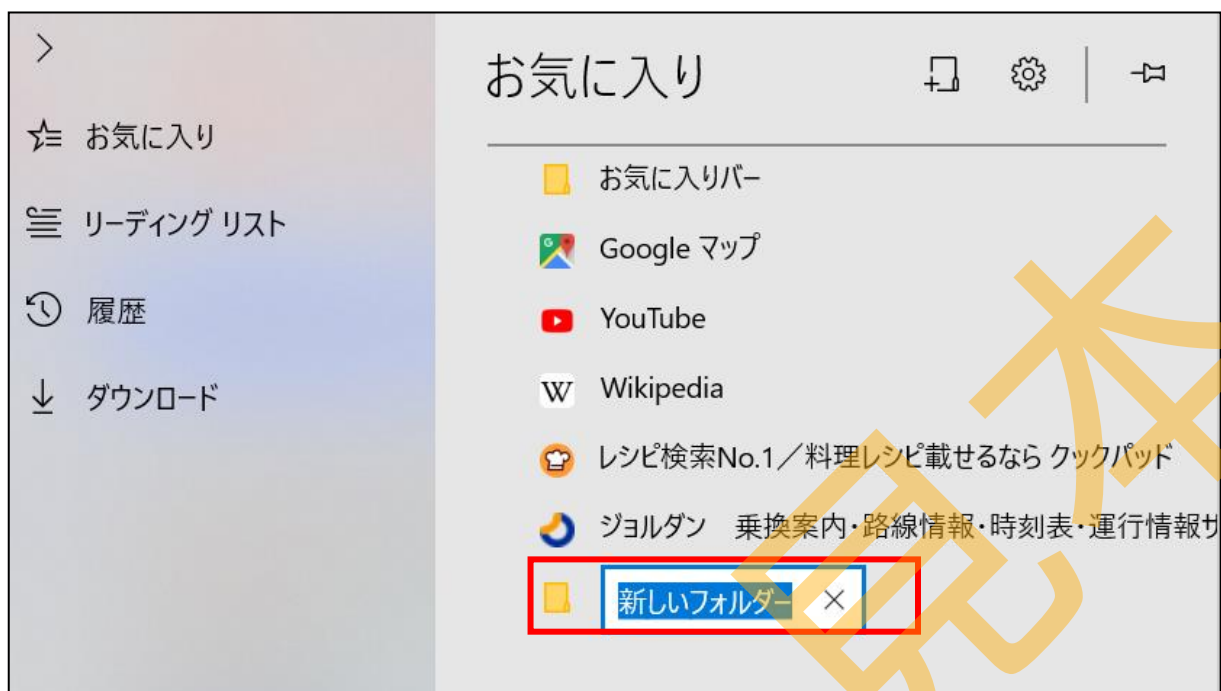 お気に入り
リーディング リスト
履歴
ダウンロード
お気に入り
お気に入りバー
Google マップ
YouTube
Wikipedia
レシピ検索No.1／料理レシピ載せるなら クックパッド
ジョルダン　乗換案内・路線情報・時刻表・運行情報サ
新しいフォルダー
見本